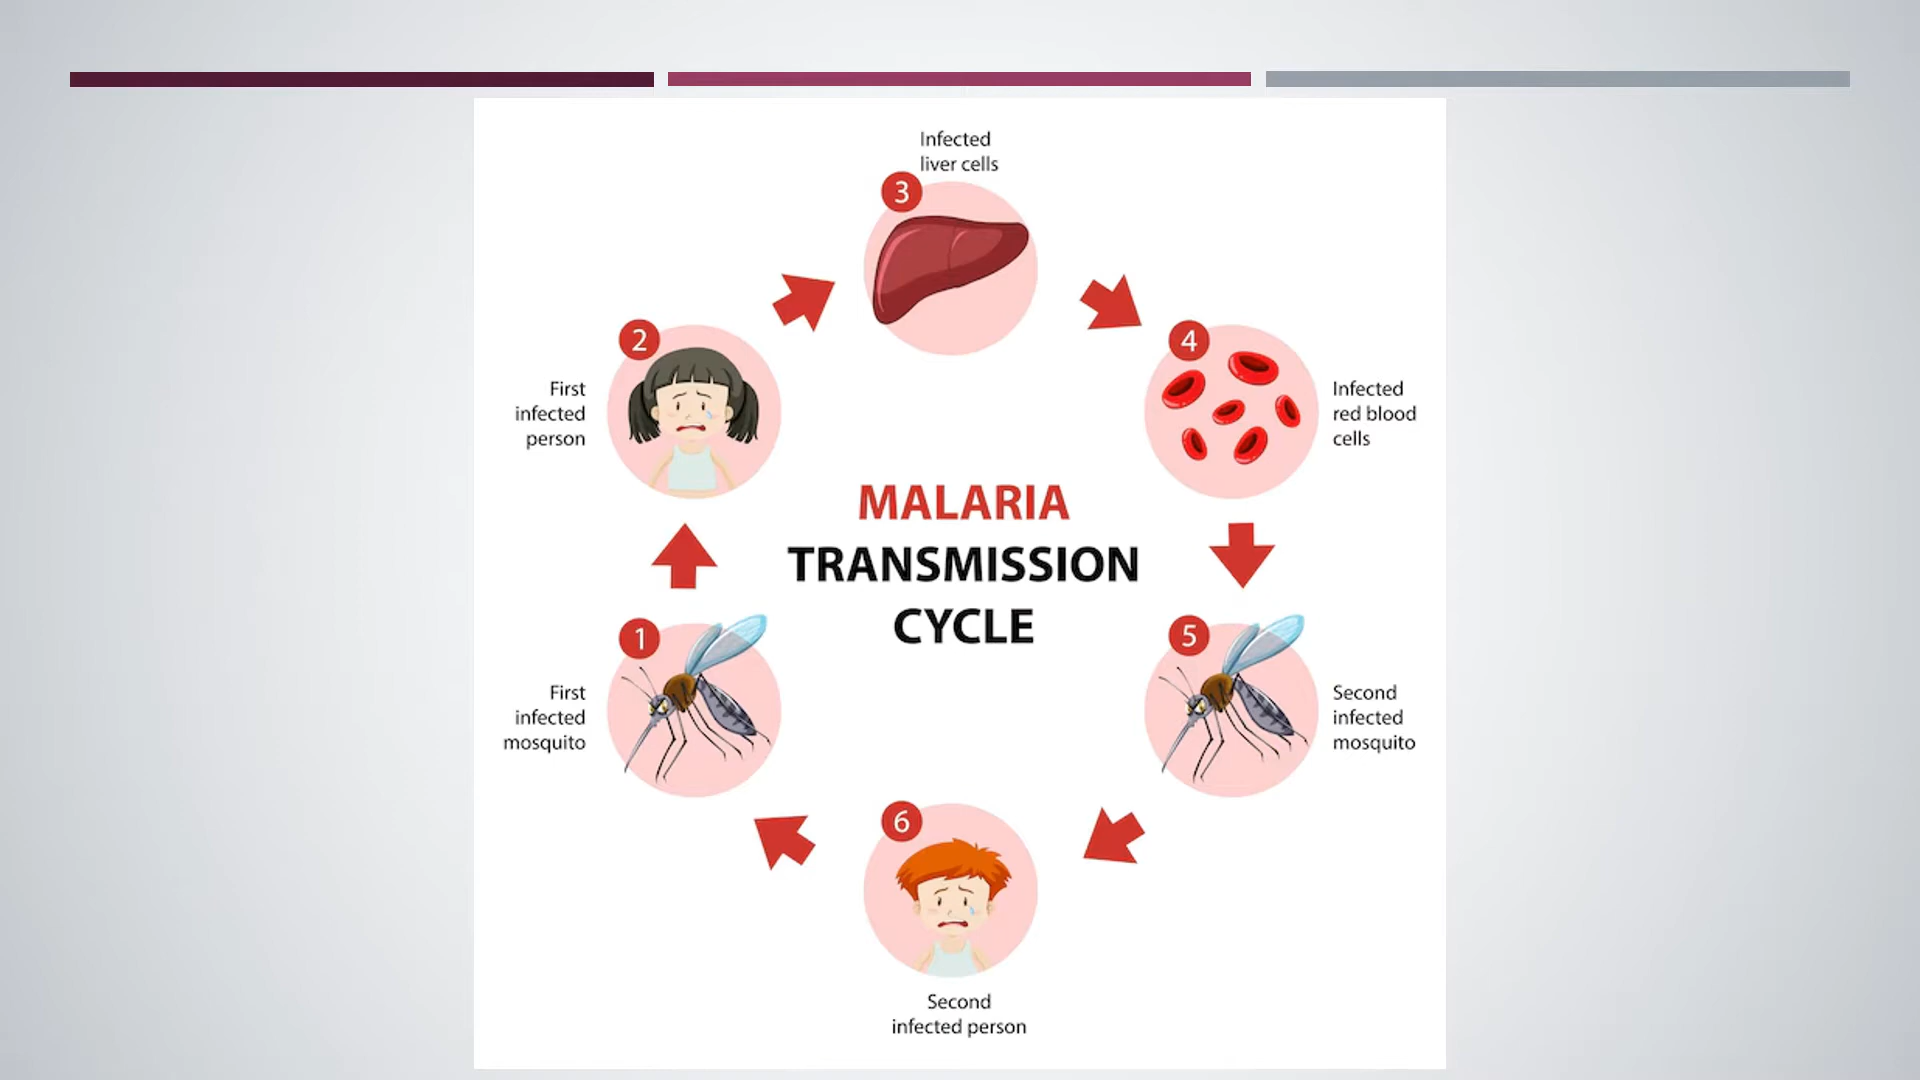 Infected
liver cells
3
2
4
First
infected
person
Infected
red blood
cells
MALARIA
TRANSMISSION
CYCLE
1
5
First
infected
mosquito
Second
infected
mosquito
6
Second
infected person